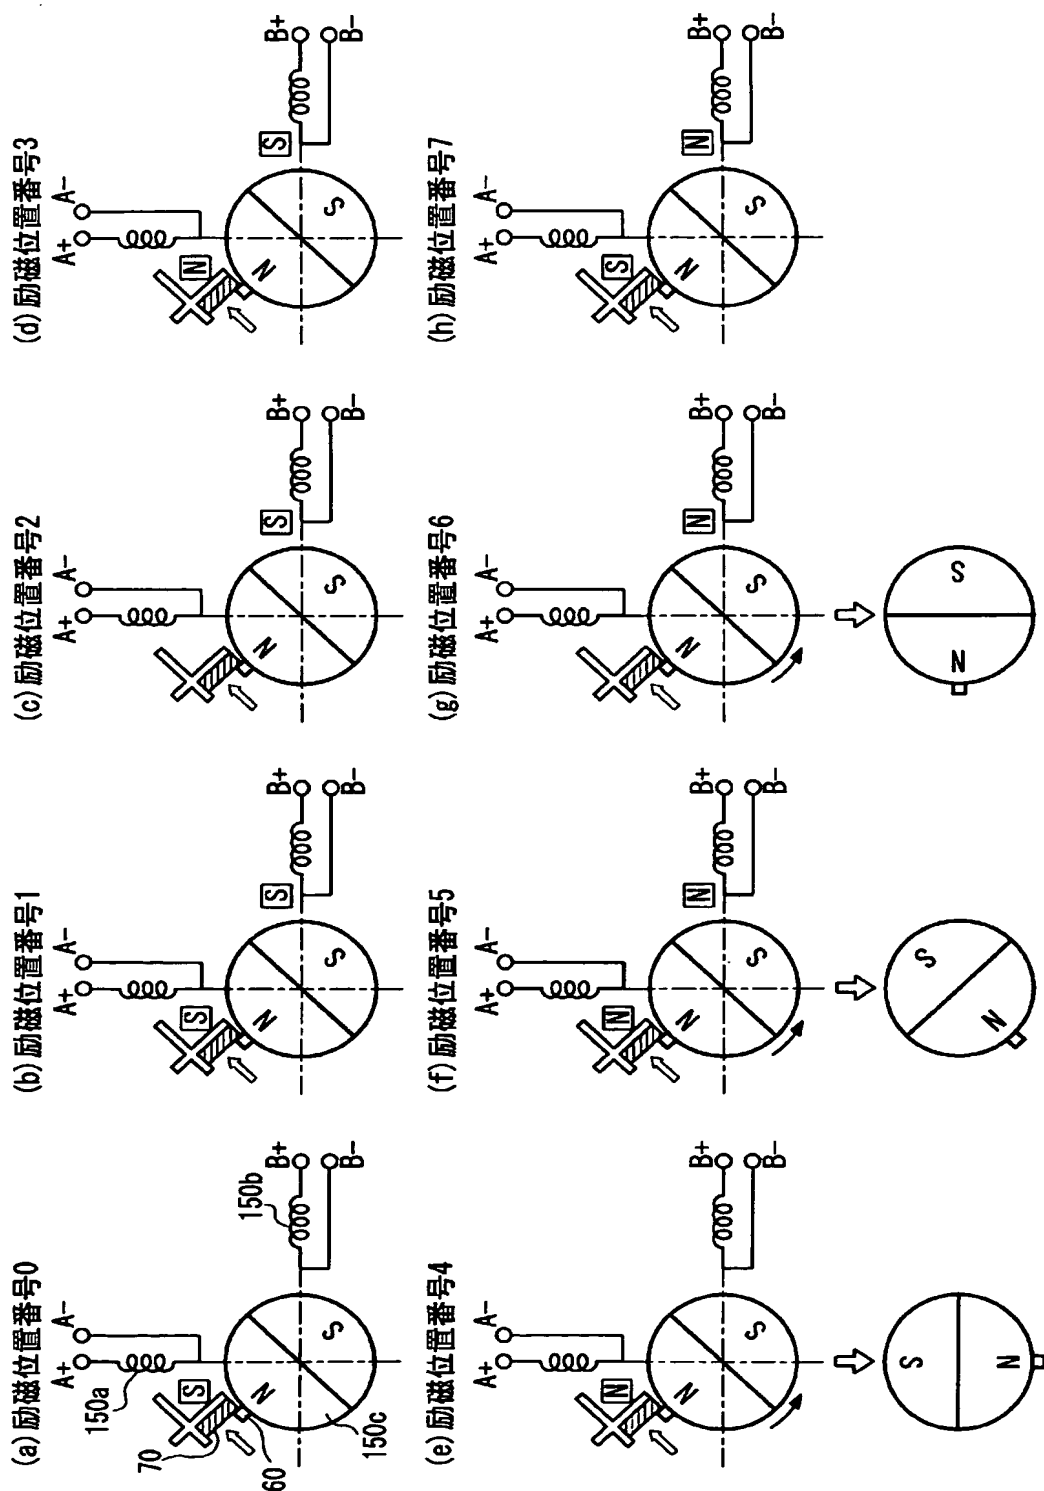 (a) 励磁位置番号0
A+ A-
150a
S
70
60
N
S
150c
150b
B+
B-
(b) 励磁位置番号1
A+ A-
S
N
S
S
B+
B-
(c) 励磁位置番号2
A+ A-
N
S
S
B+
B-
(d) 励磁位置番号3
A+ A-
N
N
S
S
B+
B-
(e) 励磁位置番号4
A+ A-
N
N
S
B+
B-
S
N
(f) 励磁位置番号5
A+ A-
N
N
S
N
B+
B-
S
N
(g) 励磁位置番号6
A+ A-
N
S
N
B+
B-
N
S
(h) 励磁位置番号7
A+ A-
S
N
S
N
B+
B-